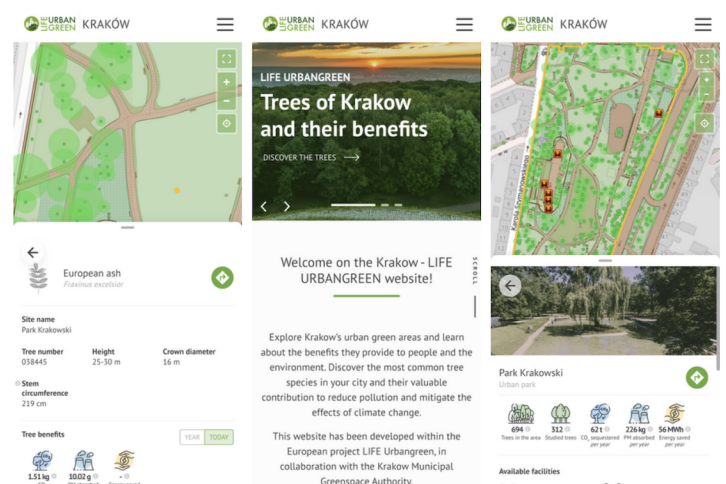 LIFE URBAN GREEN KRAKÓW
European ash
Fraxinus excelsior
Site name
Park Krakowski
Tree number Height Crown diameter
038445 25-30 m 16 m
Stem
circumference
219 cm
Tree benefits YEAR TODAY
1.51 kg 10.02 g -
LIFE URBAN GREEN KRAKÓW
LIFE URBANGREEN
Trees of Krakow
and their benefits
DISCOVER THE TREES
Welcome on the Krakow - LIFE
URBANGREEN website!
SCROLL
Explore Krakow's urban green areas and learn
about the benefits they provide to people and the
environment. Discover the most common tree
species in your city and their valuable
contribution to reduce pollution and mitigate the
effects of climate change.
This website has been developed within the
European project LIFE Urbangreen, in
collaboration with the Krakow Municipal
Greenspace Authority.
LIFE URBAN GREEN KRAKÓW
Karola Szymanowskiego
Park Krakowski
Urban park
694 312 62 t 226 kg 56 MWh
Trees in the area Studied trees CO₂ sequestered PM absorbed Energy saved
per year per year per year
Available facilities